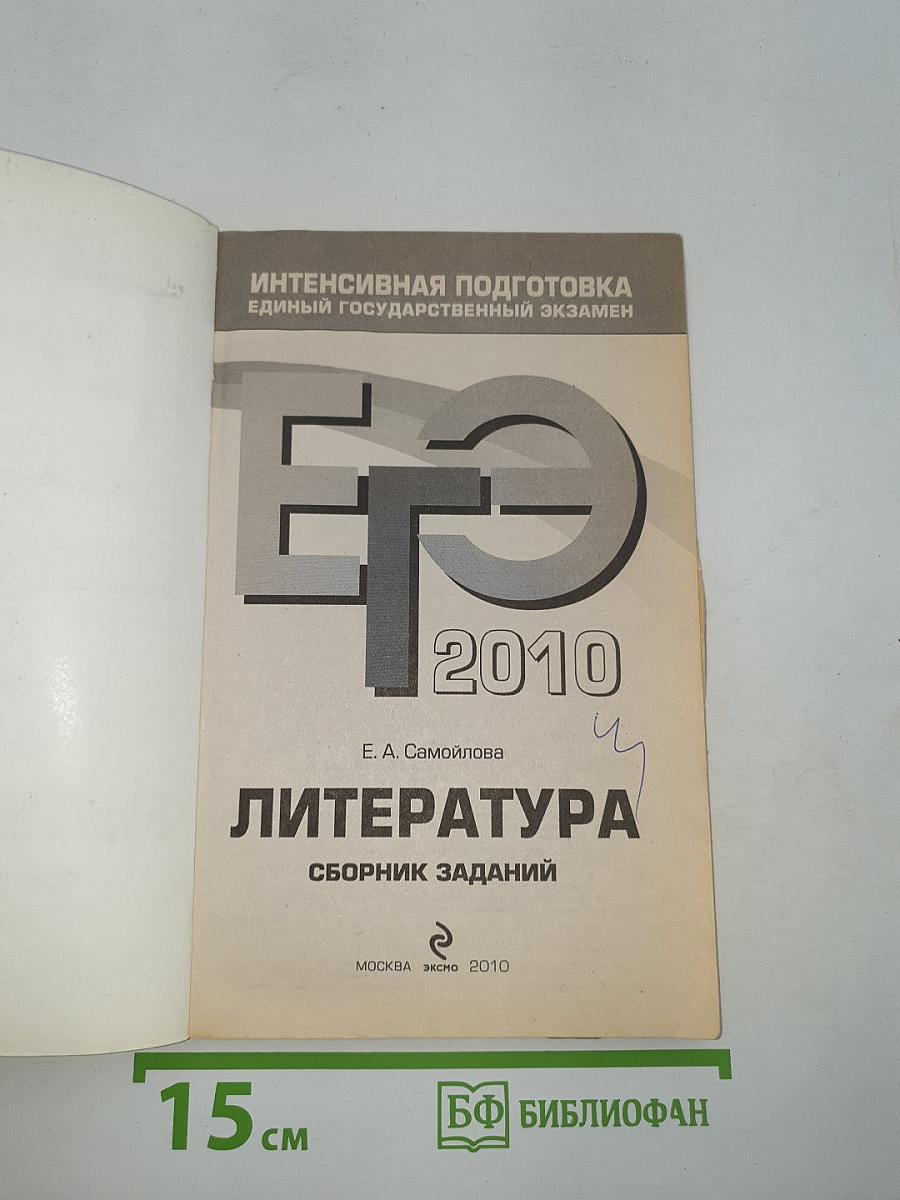 ИНТЕНСИВНАЯ ПОДГОТОВКА
ЕДИНЫЙ ГОСУДАРСТВЕННЫЙ ЭКЗАМЕН
ЕГЭ
2010
Е. А. Самойлова
ЛИТЕРАТУРА
СБОРНИК ЗАДАНИЙ
МОСКВА ЭКСМО 2010
15 см
БФ БИБЛИОФАН